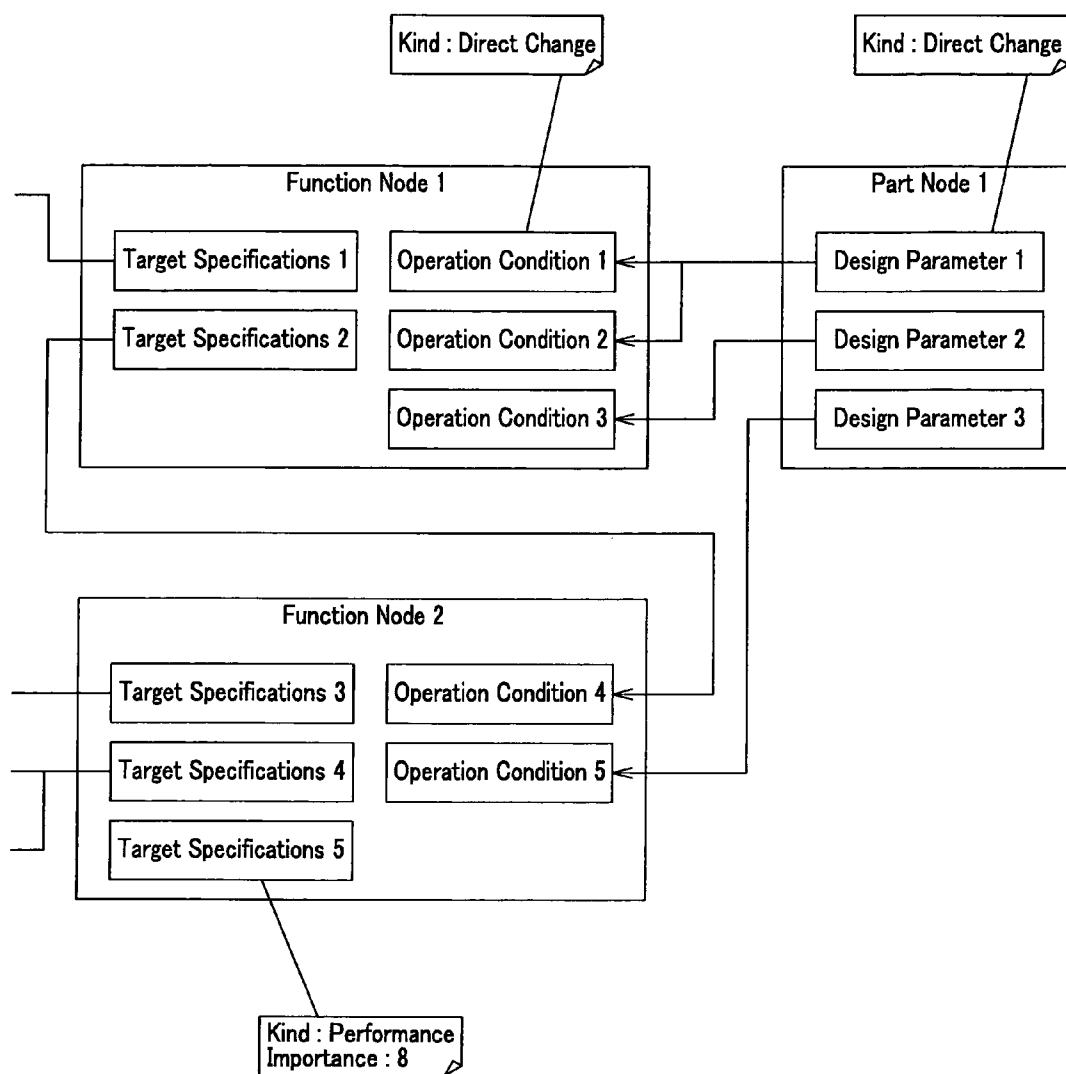 Kind : Direct Change
Kind : Direct Change
Function Node 1
Part Node 1
Target Specifications 1
Operation Condition 1
Design Parameter 1
Target Specifications 2
Operation Condition 2
Design Parameter 2
Operation Condition 3
Design Parameter 3
Function Node 2
Target Specifications 3
Operation Condition 4
Target Specifications 4
Operation Condition 5
Target Specifications 5
Kind : Performance
Importance : 8